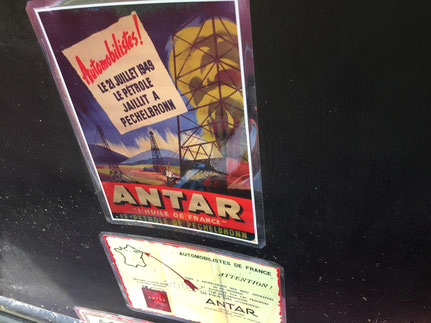 Automobilistes!
LE 21 JUILLET 1949
LE PÉTROLE
JAILLIT A
PECHELBRONN
ANTAR
"L'HUILE DE FRANCE"
LE PÉTROLE DE PECHELBRONN
AUTOMOBILISTES DE FRANCE
ATTENTION!
ANTAR
ANTAR